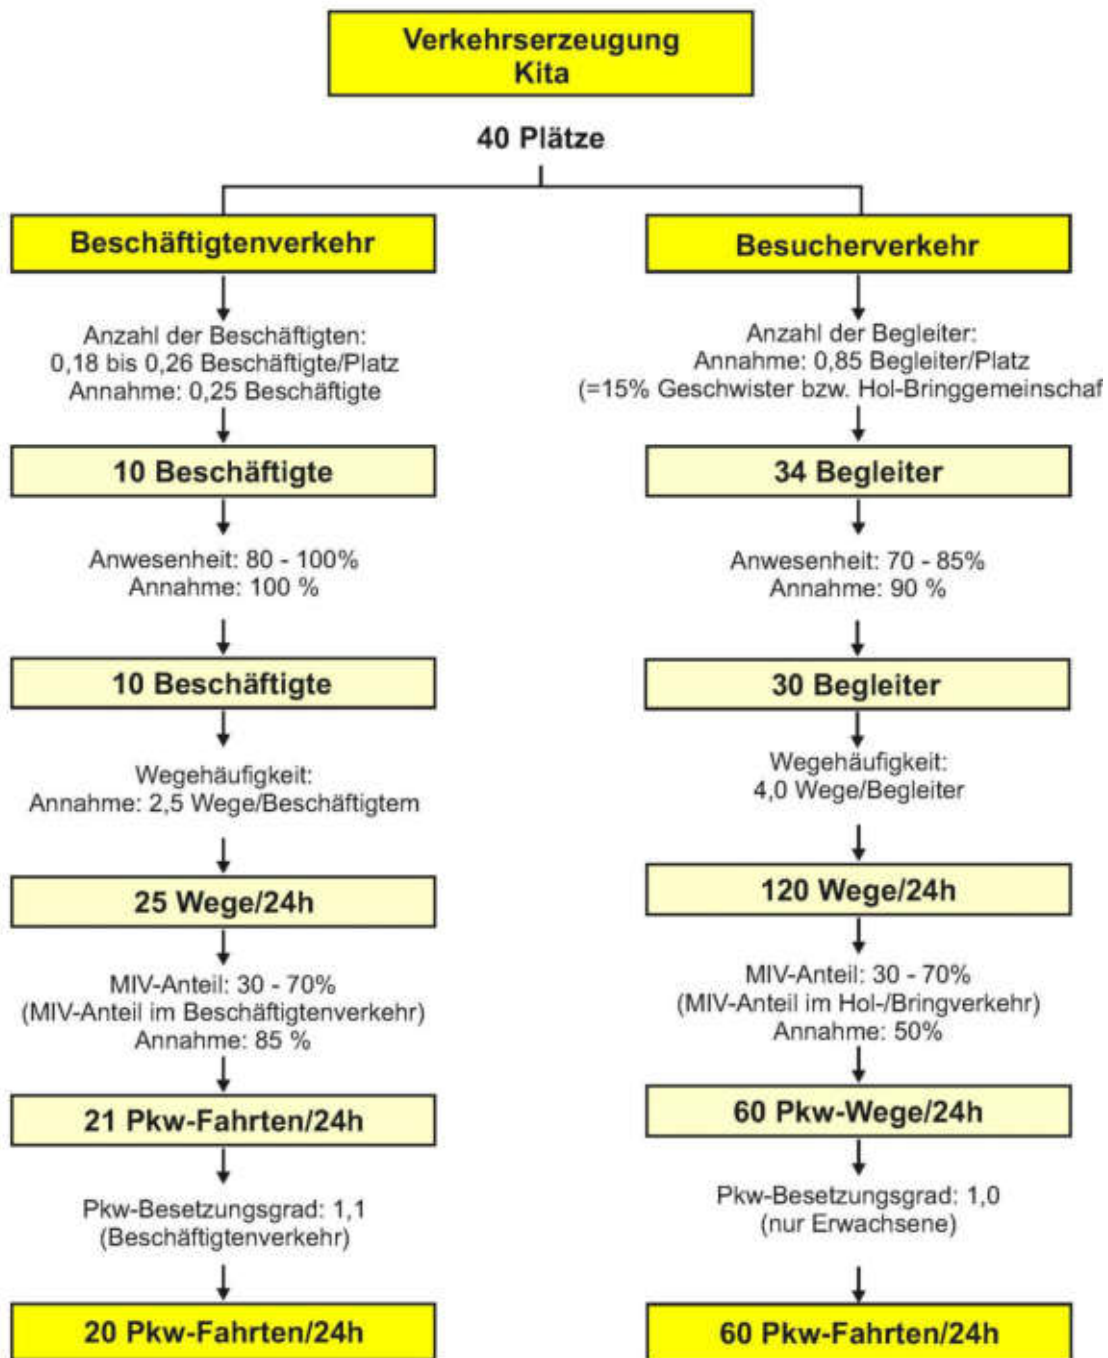 Verkehrserzeugung
Kita
40 Plätze
Beschäftigtenverkehr
Anzahl der Beschäftigten:
0,18 bis 0,26 Beschäftigte/Platz
Annahme: 0,25 Beschäftigte
10 Beschäftigte
Anwesenheit: 80 - 100%
Annahme: 100 %
10 Beschäftigte
Wegehäufigkeit:
Annahme: 2,5 Wege/Beschäftigtem
25 Wege/24h
MIV-Anteil: 30 - 70%
(MIV-Anteil im Beschäftigtenverkehr)
Annahme: 85 %
21 Pkw-Fahrten/24h
Pkw-Besetzungsgrad: 1,1
(Beschäftigtenverkehr)
20 Pkw-Fahrten/24h
Besucherverkehr
Anzahl der Begleiter:
Annahme: 0,85 Begleiter/Platz
(=15% Geschwister bzw. Hol-Bringgemeinschaf
34 Begleiter
Anwesenheit: 70 - 85%
Annahme: 90 %
30 Begleiter
Wegehäufigkeit:
4,0 Wege/Begleiter
120 Wege/24h
MIV-Anteil: 30 - 70%
(MIV-Anteil im Hol-/Bringverkehr)
Annahme: 50%
60 Pkw-Wege/24h
Pkw-Besetzungsgrad: 1,0
(nur Erwachsene)
60 Pkw-Fahrten/24h